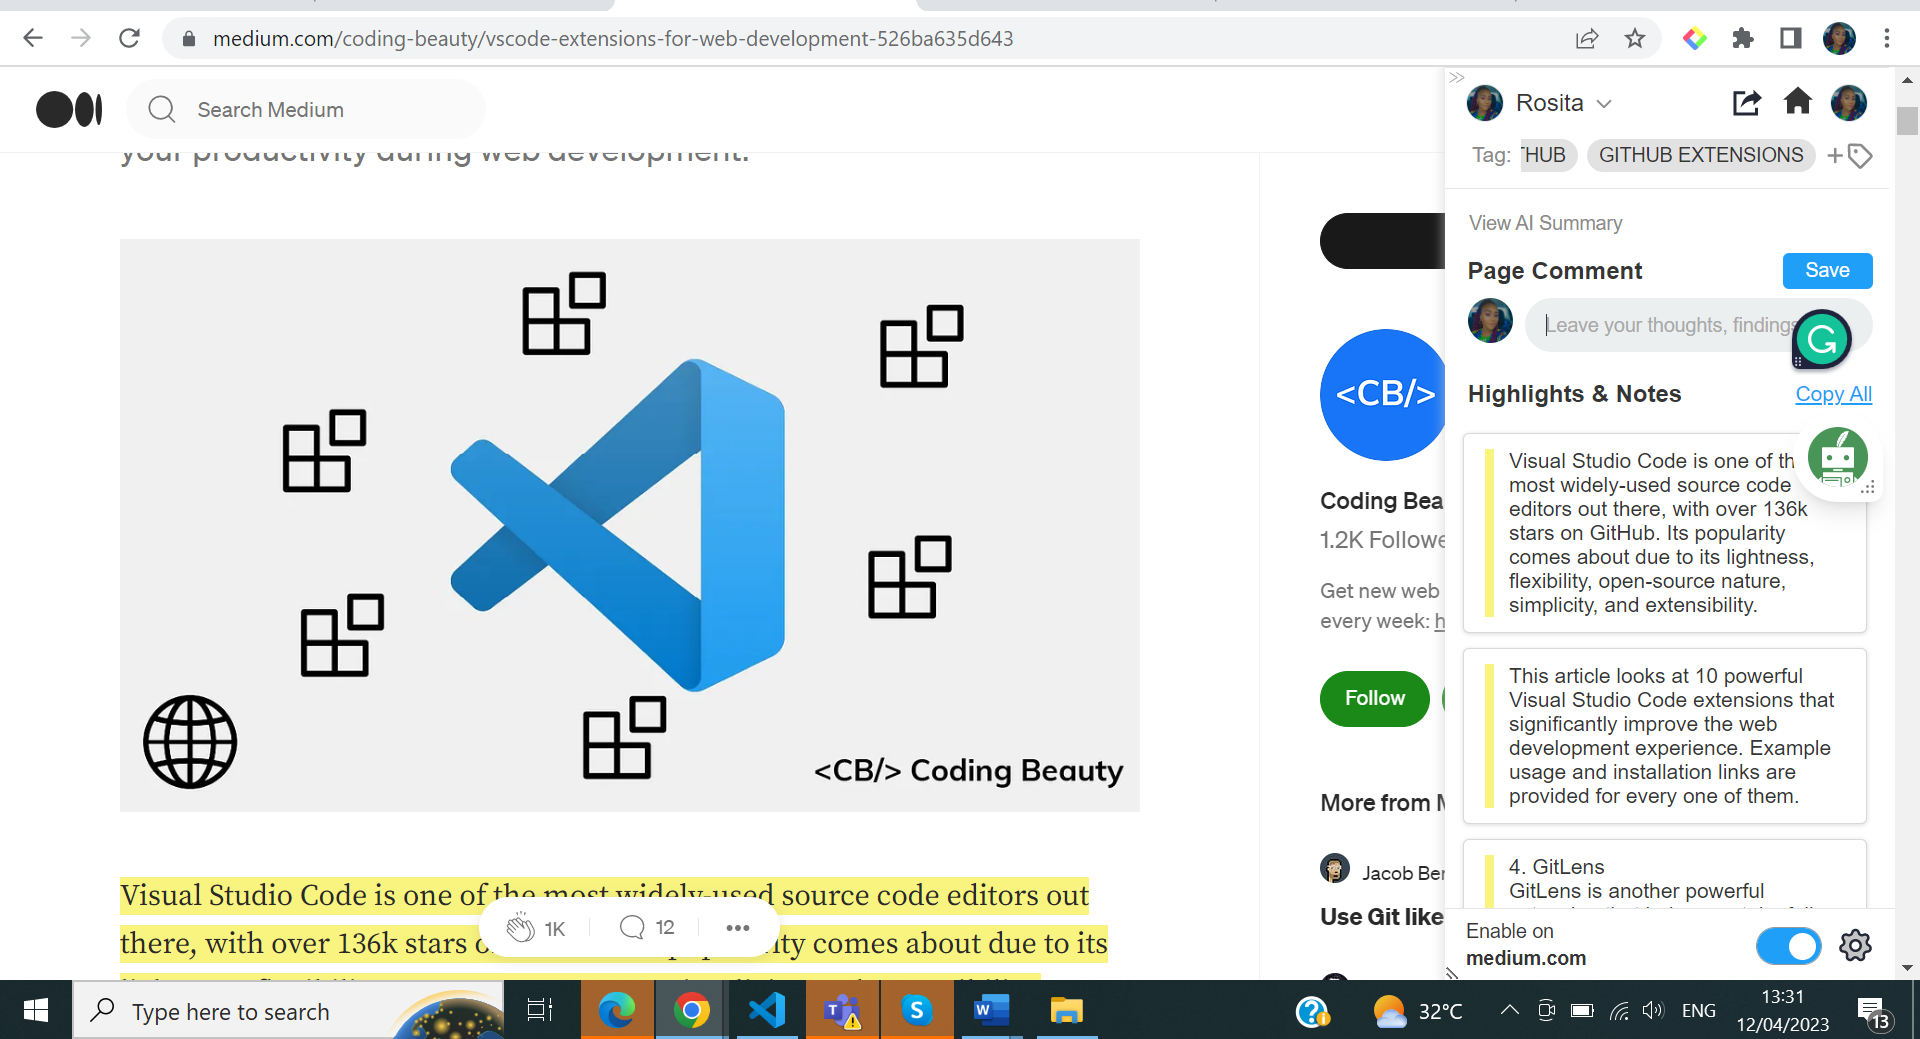 medium.com/coding-beauty/vscode-extensions-for-web-development-526ba635d643
Search Medium
your productivity during web development.
<CB/> Coding Beauty
Visual Studio Code is one of the most widely-used source code editors out
there, with over 136k stars
ity comes about due to its
1K
12
<CB/>
Coding Bea
1.2K Followe
Get new web
every week: h
Follow
More from M
Jacob Ber
Use Git like
Rosita
Tag: THUB GITHUB EXTENSIONS +
View AI Summary
Page Comment
Save
Leave your thoughts, findings
G
Highlights & Notes
Copy All
Visual Studio Code is one of th
most widely-used source code
editors out there, with over 136k
stars on GitHub. Its popularity
comes about due to its lightness,
flexibility, open-source nature,
simplicity, and extensibility.
This article looks at 10 powerful
Visual Studio Code extensions that
significantly improve the web
development experience. Example
usage and installation links are
provided for every one of them.
4. GitLens
GitLens is another powerful
Enable on
medium.com
Type here to search
32°C
ENG
13:31
12/04/2023
13